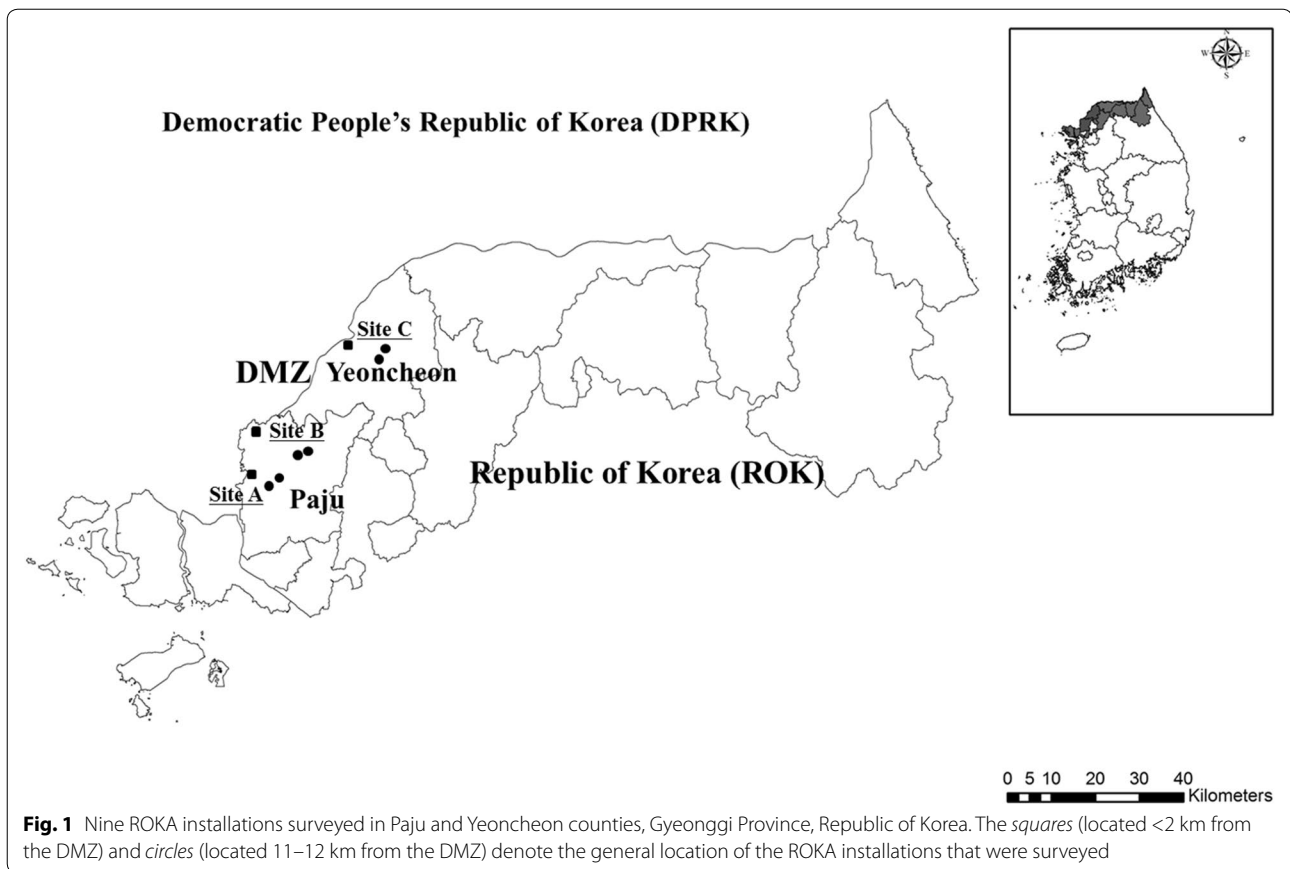 N
W E
S
Democratic People's Republic of Korea (DPRK)
Site C
DMZ Yeoncheon
Site B
Republic of Korea (ROK)
Site A Paju
0 5 10 20 30 40
Kilometers
Fig. 1 Nine ROKA installations surveyed in Paju and Yeoncheon counties, Gyeonggi Province, Republic of Korea. The squares (located <2 km from
the DMZ) and circles (located 11–12 km from the DMZ) denote the general location of the ROKA installations that were surveyed